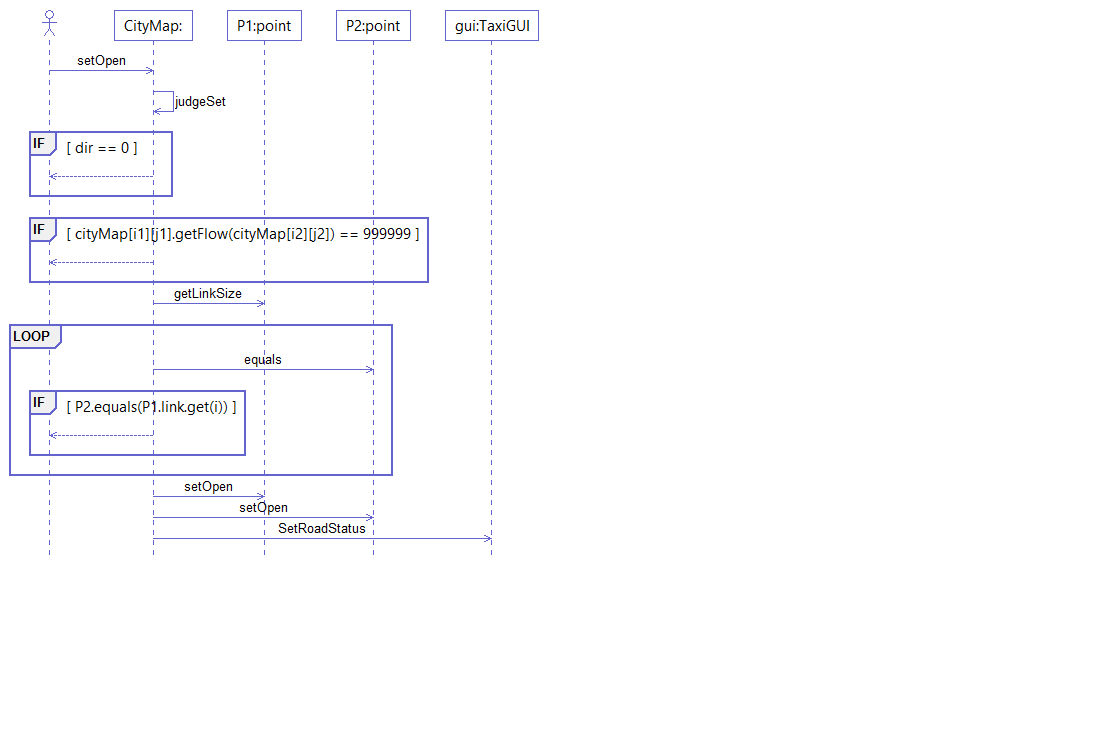 CityMap:
P1:point
P2:point
gui:TaxiGUI
setOpen
judgeSet
IF
[ dir == 0 ]
IF
[ cityMap[i1][j1].getFlow(cityMap[i2][j2]) == 999999 ]
getLinkSize
LOOP
equals
IF
[ P2.equals(P1.link.get(i)) ]
setOpen
setOpen
SetRoadStatus